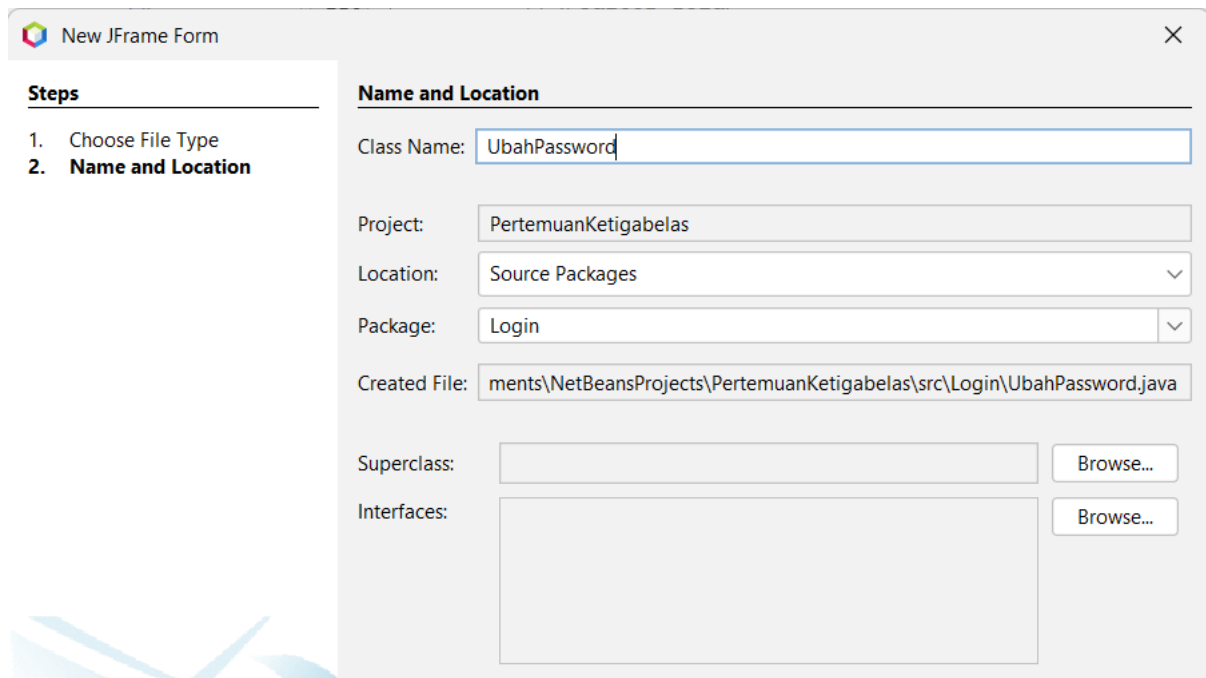 New JFrame Form
Steps
1. Choose File Type
2. Name and Location
Name and Location
Class Name: UbahPassword
Project: PertemuanKetigabelas
Location: Source Packages
Package: Login
Created File: ments\NetBeansProjects\PertemuanKetigabelas\src\Login\UbahPassword.java
Superclass: Browse...
Interfaces: Browse...